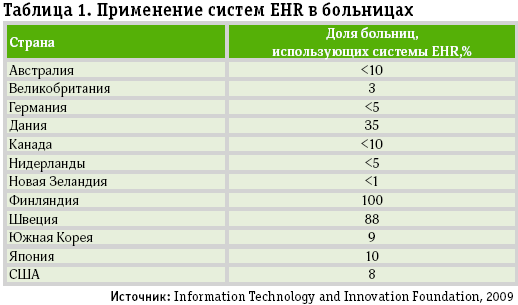 Таблица 1. Применение систем EHR в больницах
Страна Доля больниц, использующих системы EHR,%
Австралия <10
Великобритания 3
Германия <5
Дания 35
Канада <10
Нидерланды <5
Новая Зеландия <1
Финляндия 100
Швеция 88
Южная Корея 9
Япония 10
США 8
Источник: Information Technology and Innovation Foundation, 2009